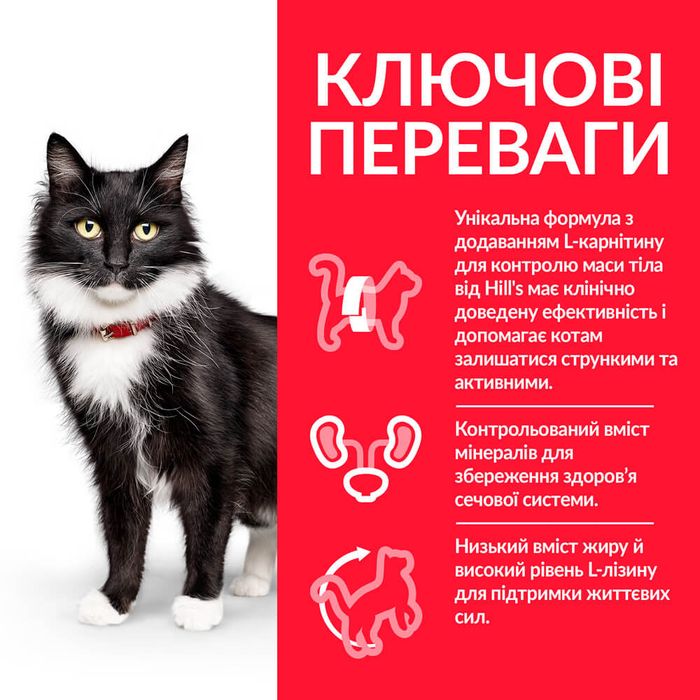 КЛЮЧОВІ
ПЕРЕВАГИ
Унікальна формула з
додаванням L-карнітину
для контролю маси тіла
від Hill's має клінічно
доведену ефективність і
допомагає котам
залишатися стрункими та
активними.
Контрольований вміст
мінералів для
збереження здоров’я
сечової системи.
Низький вміст жиру й
високий рівень L-лізину
для підтримки життєвих
сил.